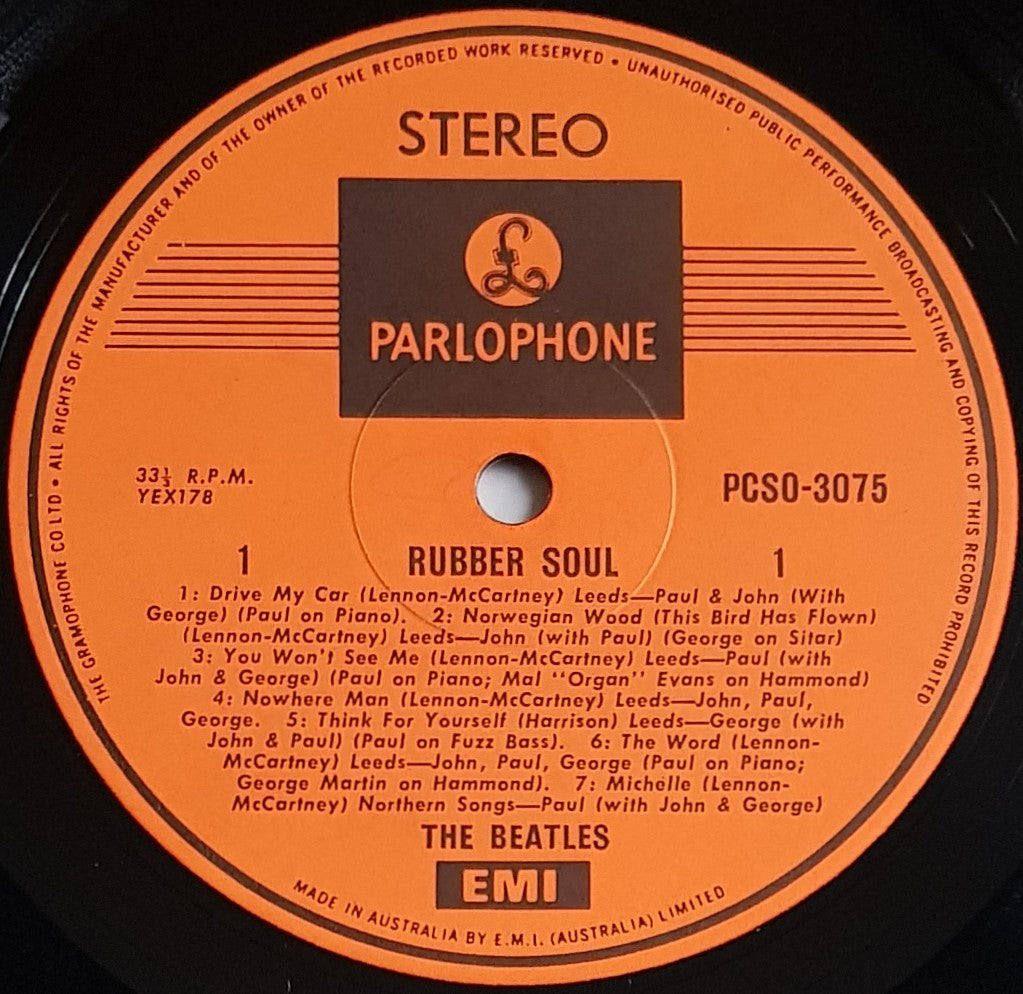 THE GRAMOPHONE CO LTD • ALL RIGHTS OF THE MANUFACTURER AND OF THE OWNER OF THE RECORDED WORK RESERVED • UNAUTHORISED PUBLIC PERFORMANCE BROADCASTING AND COPYING OF THIS RECORD PROHIBITED
STEREO
£
PARLOPHONE
33⅓ R.P.M.
YEX178
PCSO-3075
1 RUBBER SOUL 1
1: Drive My Car (Lennon-McCartney) Leeds—Paul & John (With
George) (Paul on Piano). 2: Norwegian Wood (This Bird Has Flown)
(Lennon-McCartney) Leeds—John (with Paul) (George on Sitar)
3: You Won't See Me (Lennon-McCartney) Leeds—Paul (with
John & George) (Paul on Piano; Mal "Organ" Evans on Hammond)
4: Nowhere Man (Lennon-McCartney) Leeds—John, Paul,
George. 5: Think For Yourself (Harrison) Leeds—George (with
John & Paul) (Paul on Fuzz Bass). 6: The Word (Lennon-
McCartney) Leeds—John, Paul, George (Paul on Piano;
George Martin on Hammond). 7: Michelle (Lennon-
McCartney) Northern Songs—Paul (with John & George)
THE BEATLES
EMI
MADE IN AUSTRALIA BY E.M.I. (AUSTRALIA) LIMITED